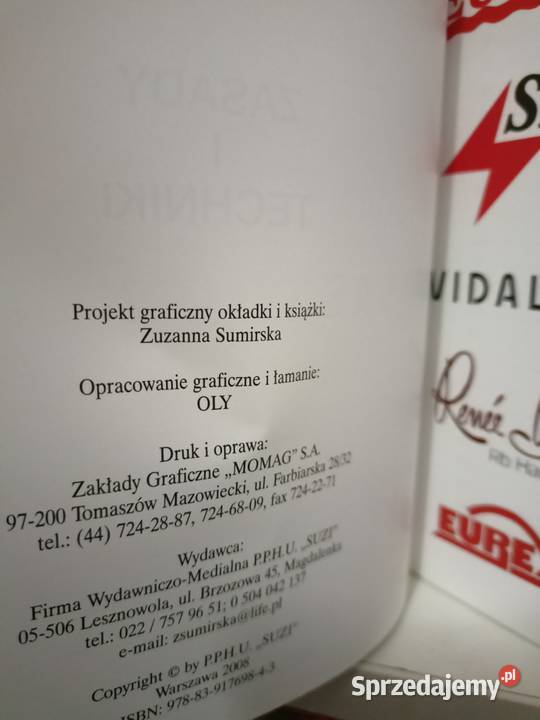 ZASADY
I
TECHNIKI
Projekt graficzny okładki i książki:
Zuzanna Sumirska
Opracowanie graficzne i łamanie:
OLY
Druk i oprawa:
Zakłady Graficzne „MOMAG” S.A.
97-200 Tomaszów Mazowiecki, ul. Farbiarska 28/32
tel.: (44) 724-28-87, 724-68-09, fax 724-22-71
Wydawca:
Firma Wydawniczo-Medialna P.P.H.U. „SUZI”
05-506 Lesznowola, ul. Brzozowa 45, Magdalenka
tel.: 022 / 757 96 51; 0 504 042 137
e-mail: zsumirska@life.pl
Copyright © by P.P.H.U. „SUZI”
Warszawa 2008
ISBN: 978-83-917698-4-3
VIDAL
Renée
EURE
Sprzedajemy.pl